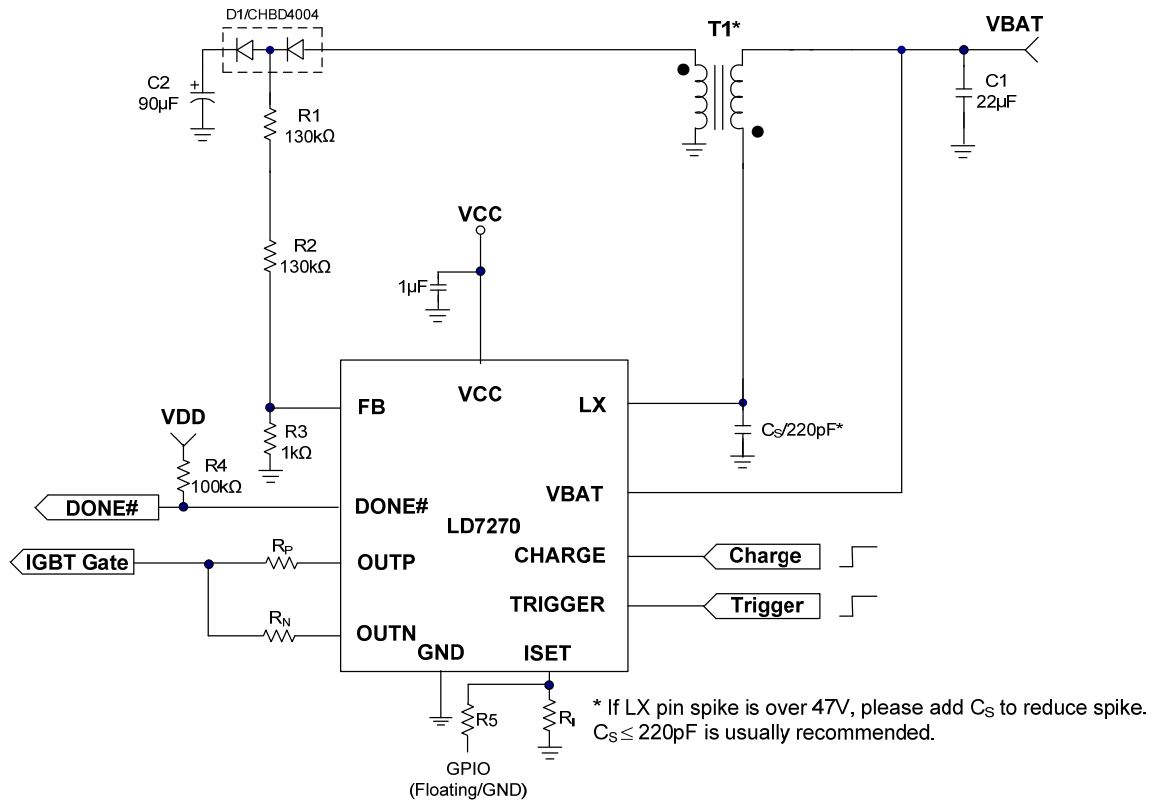 D1/CHBD4004
T1*
VBAT
C2
90µF
+
C1
22µF
R1
130kΩ
R2
130kΩ
VCC
1µF
VCC
FB
LX
R3
1kΩ
CS/220pF*
VDD
R4
100kΩ
VBAT
DONE#
DONE#
LD7270
CHARGE
Charge
IGBT Gate
RP
OUTP
TRIGGER
Trigger
RN
OUTN
GND
ISET
R5
RI
* If LX pin spike is over 47V, please add CS to reduce spike.
CS ≤ 220pF is usually recommended.
GPIO
(Floating/GND)